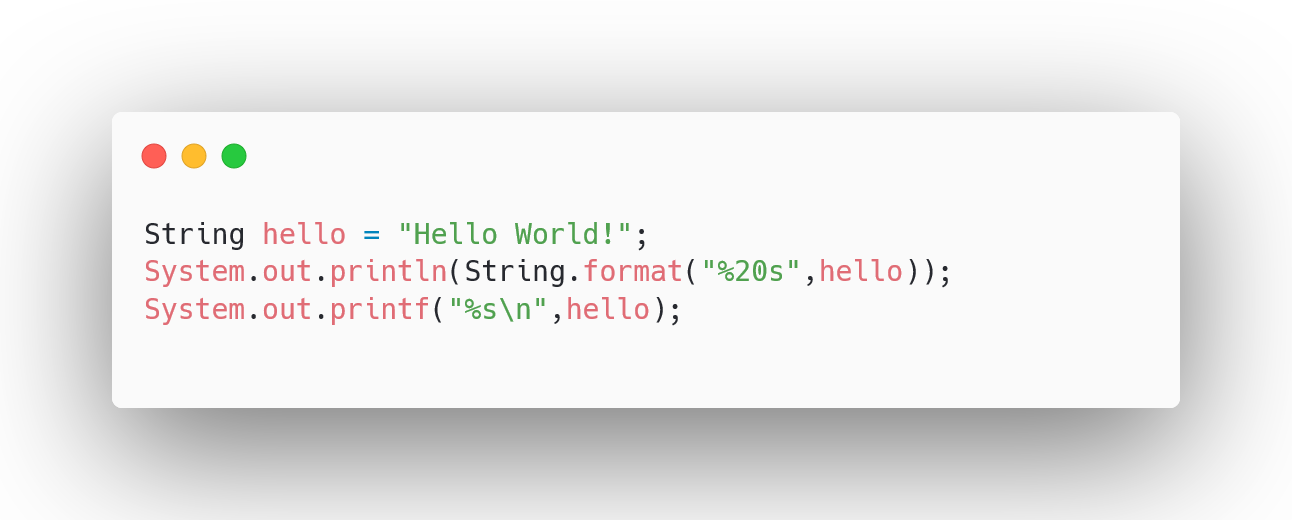 String hello = "Hello World!";
System.out.println(String.format("%20s",hello));
System.out.printf("%s\n",hello);